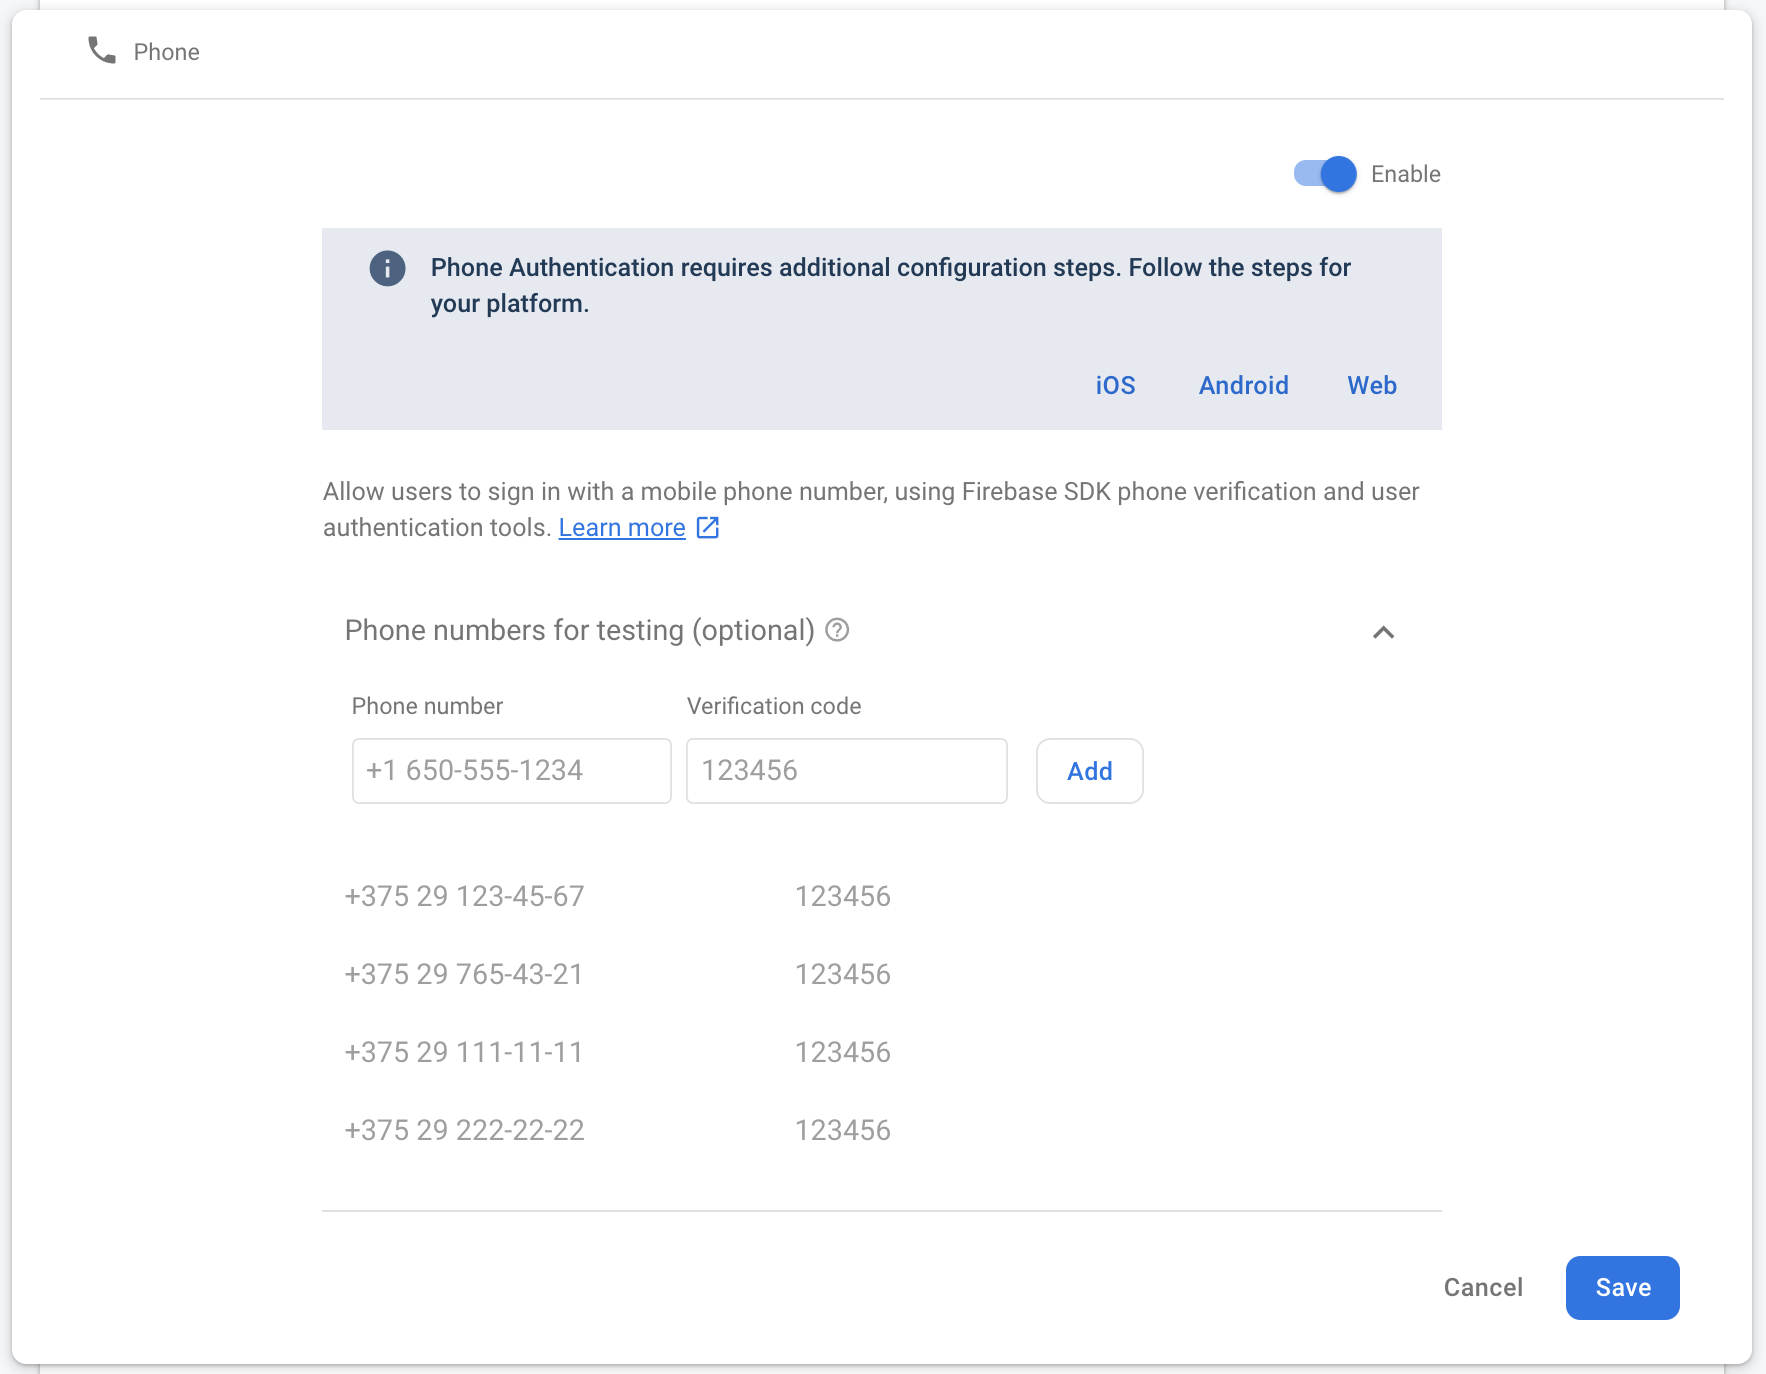 Phone
Enable
Phone Authentication requires additional configuration steps. Follow the steps for
your platform.
iOS Android Web
Allow users to sign in with a mobile phone number, using Firebase SDK phone verification and user
authentication tools. Learn more
Phone numbers for testing (optional)
Phone number Verification code
+1 650-555-1234 123456 Add
+375 29 123-45-67 123456
+375 29 765-43-21 123456
+375 29 111-11-11 123456
+375 29 222-22-22 123456
Cancel Save